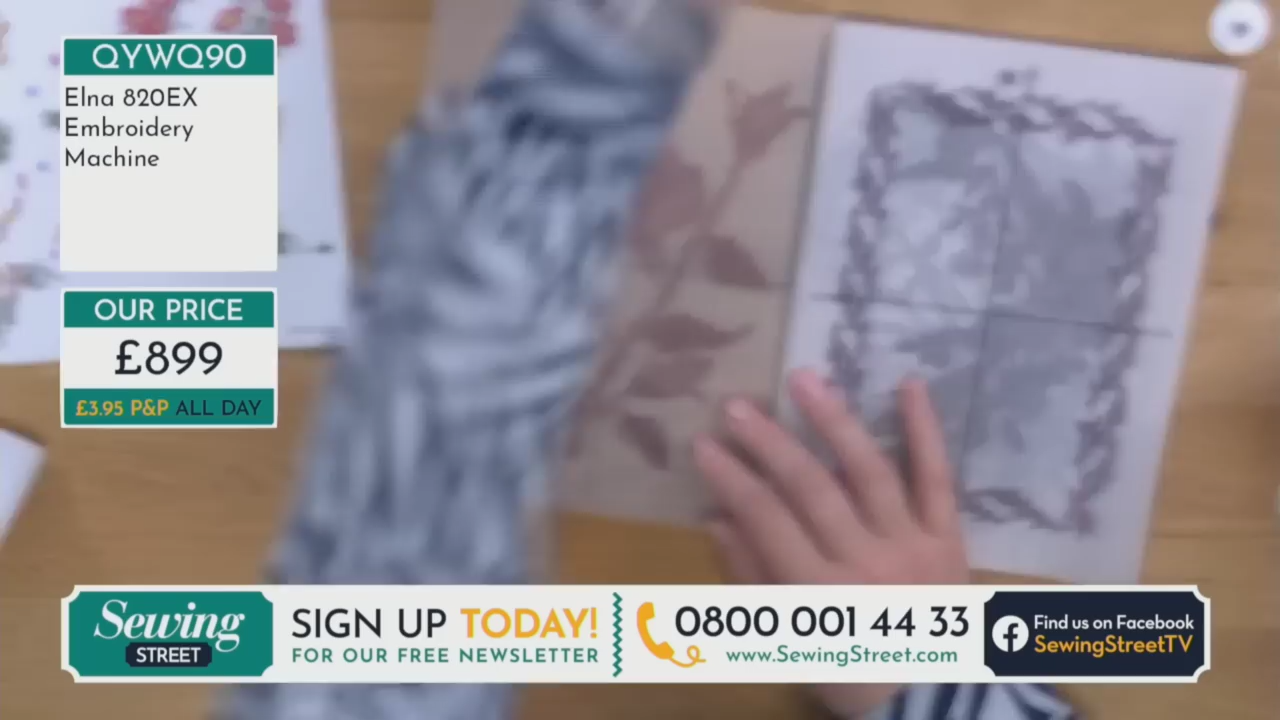 QYWQ90
Elna 820EX
Embroidery
Machine
OUR PRICE
£899
£3.95 P&P ALL DAY
Sewing
STREET
SIGN UP TODAY!
FOR OUR FREE NEWSLETTER
0800 001 44 33
www.SewingStreet.com
Find us on Facebook
SewingStreetTV